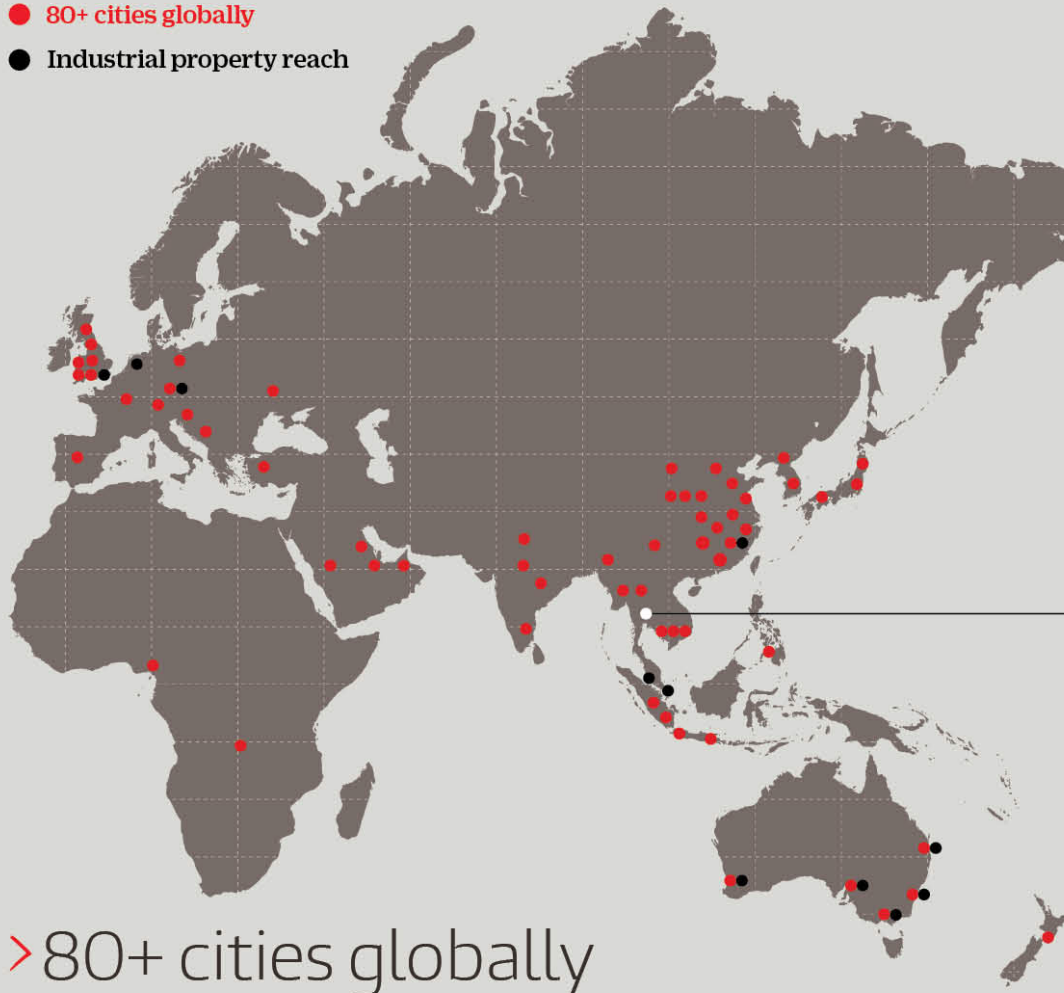 80+ cities globally
Industrial property reach
> 80+ cities globally